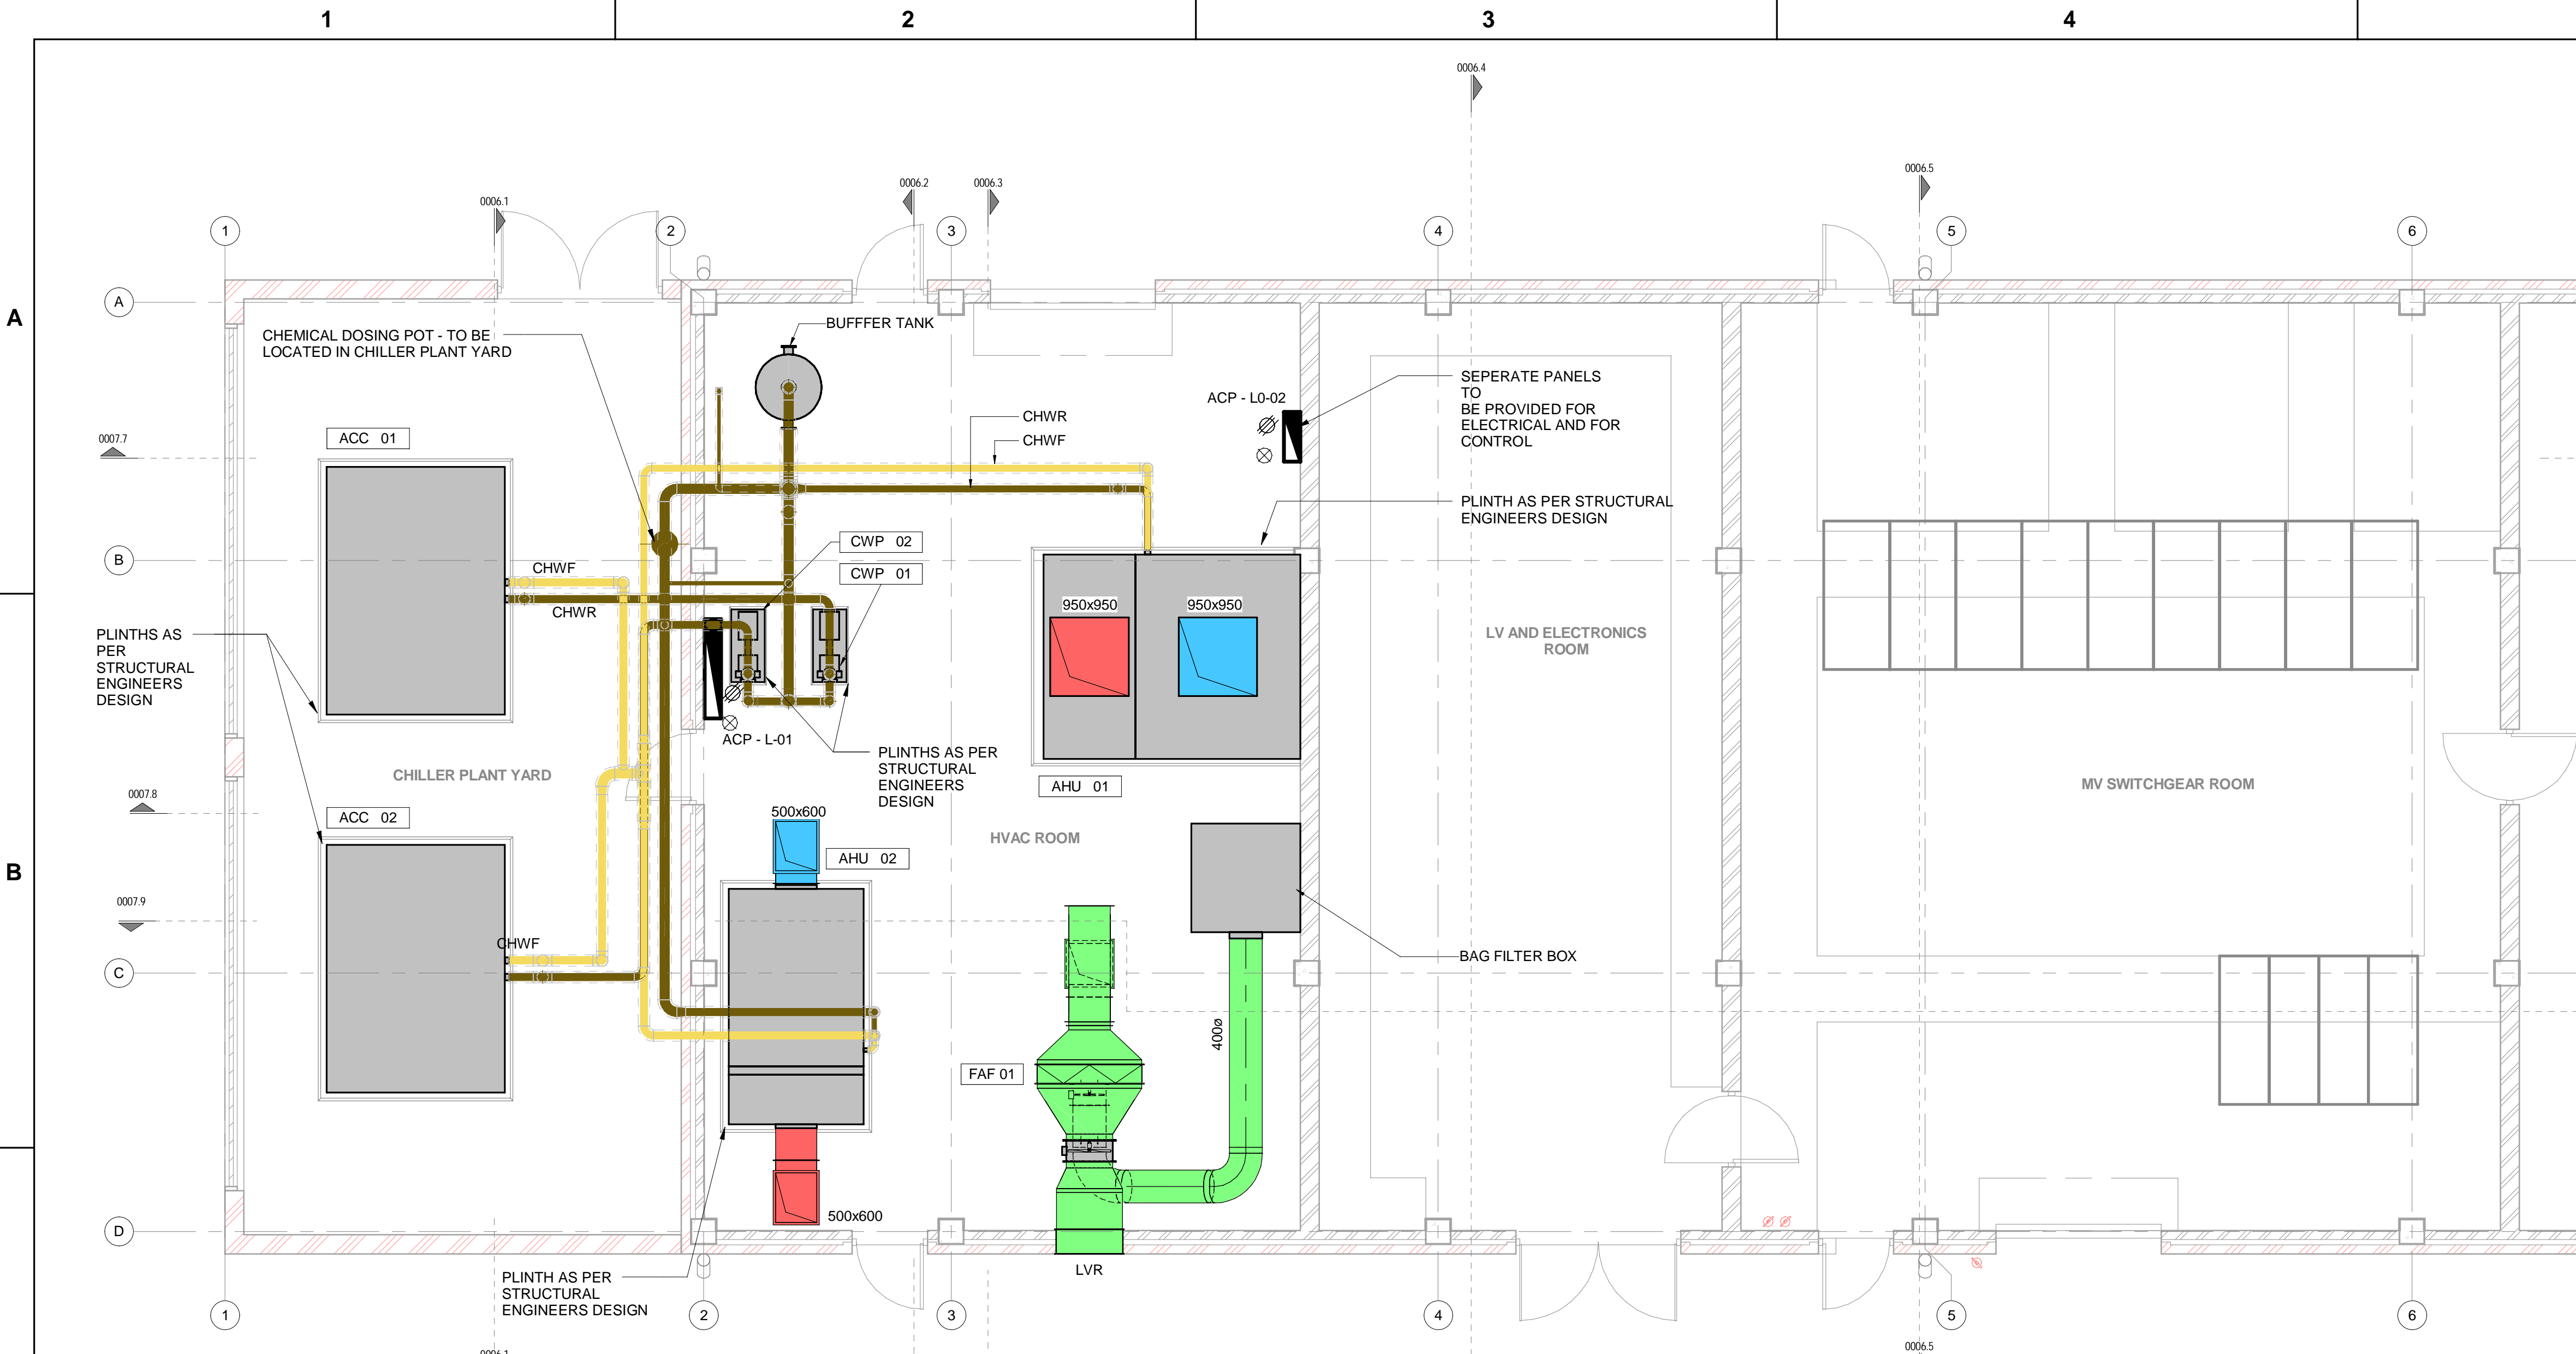 1
2
3
4
0006.4
0006.5
0006.2
0006.3
0006.1
1
2
3
4
5
6
A
A
BUFFFER TANK
CHEMICAL DOSING POT - TO BE
LOCATED IN CHILLER PLANT YARD
SEPERATE PANELS
TO
BE PROVIDED FOR
ELECTRICAL AND FOR
CONTROL
ACP - L0-02
CHWR
CHWF
ACC 01
0007.7
PLINTH AS PER STRUCTURAL
ENGINEERS DESIGN
CWP 02
CWP 01
B
CHWF
CHWR
950x950
950x950
PLINTHS AS
PER
STRUCTURAL
ENGINEERS
DESIGN
LV AND ELECTRONICS
ROOM
ACP - L-01
PLINTHS AS PER
STRUCTURAL
ENGINEERS
DESIGN
CHILLER PLANT YARD
AHU 01
MV SWITCHGEAR ROOM
0007.8
ACC 02
500x600
HVAC ROOM
AHU 02
B
0007.9
CHWF
BAG FILTER BOX
C
400ø
FAF 01
500x600
D
LVR
PLINTH AS PER
STRUCTURAL
ENGINEERS DESIGN
1
2
3
4
5
6
0006.1
0006.5